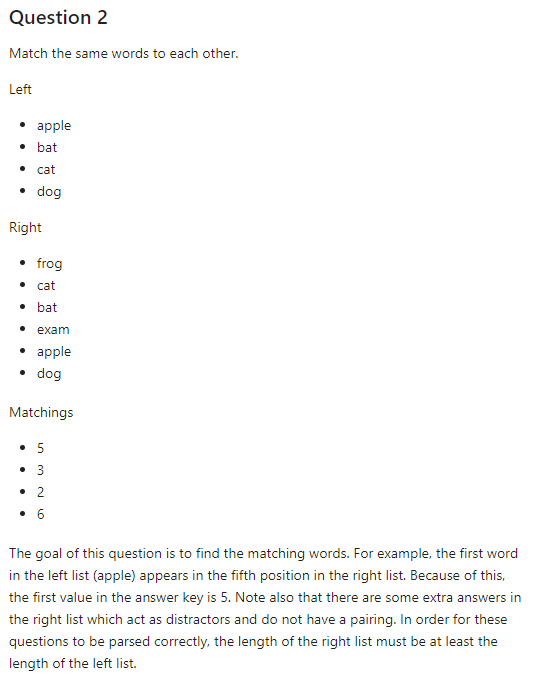 Question 2
Match the same words to each other.
Left
• apple
• bat
• cat
• dog
Right
• frog
• cat
• bat
• exam
• apple
• dog
Matchings
• 5
• 3
• 2
• 6
The goal of this question is to find the matching words. For example, the first word
in the left list (apple) appears in the fifth position in the right list. Because of this,
the first value in the answer key is 5. Note also that there are some extra answers in
the right list which act as distractors and do not have a pairing. In order for these
questions to be parsed correctly, the length of the right list must be at least the
length of the left list.